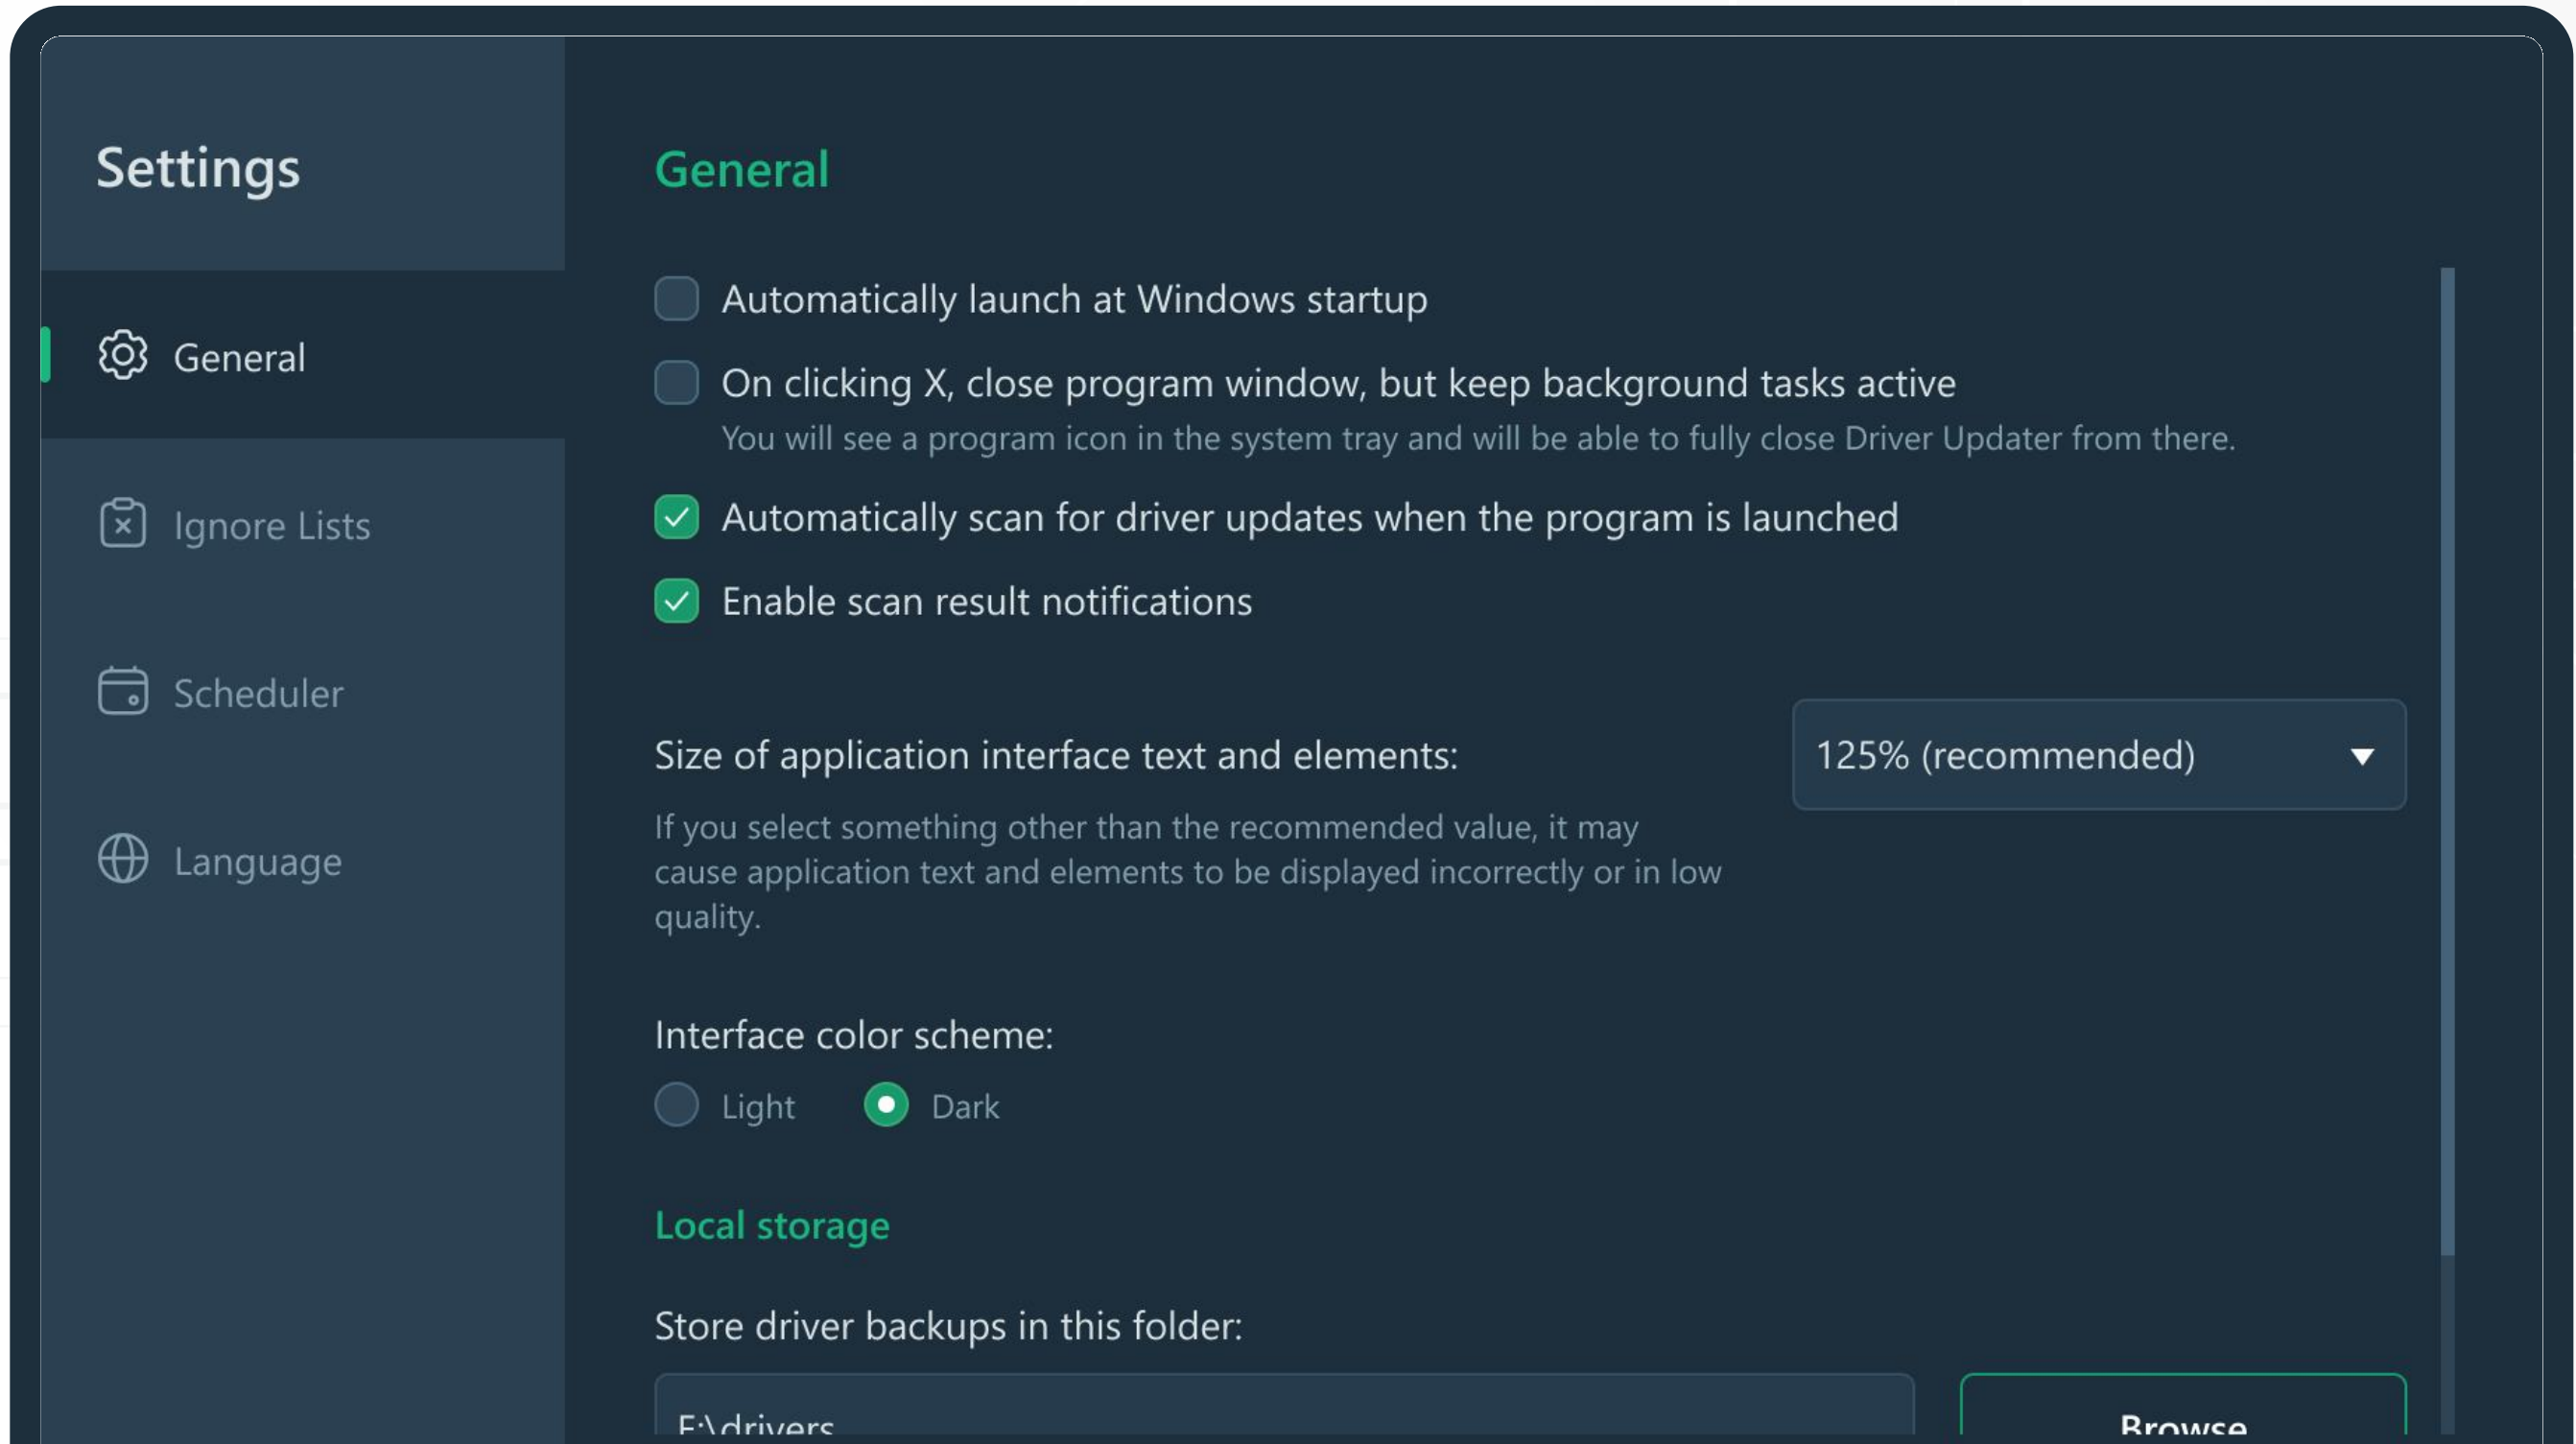 Settings
General
Ignore Lists
Scheduler
Language
General
Automatically launch at Windows startup
On clicking X, close program window, but keep background tasks active
You will see a program icon in the system tray and will be able to fully close Driver Updater from there.
Automatically scan for driver updates when the program is launched
Enable scan result notifications
Size of application interface text and elements:
125% (recommended)
If you select something other than the recommended value, it may
cause application text and elements to be displayed incorrectly or in low
quality.
Interface color scheme:
Light
Dark
Local storage
Store driver backups in this folder:
\drivers
Browse